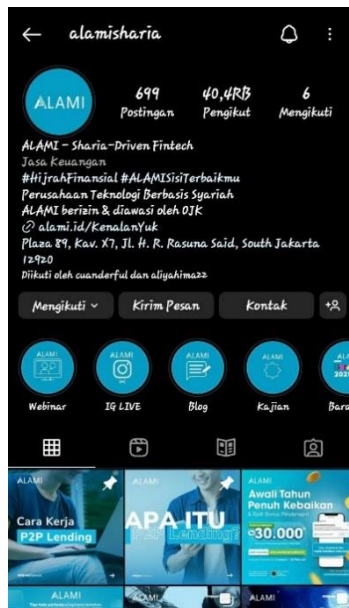 alamisharia
ALAMI
699
Postingan
40,4RB
Pengikut
6
Mengikuti
ALAMI - Sharia-Driven Fintech
Jasa Keuangan
#HijrahFinansial #ALAMISisiTerbaikmu
Perusahaan Teknologi Berbasis Syariah
ALAMI berizin & diawasi oleh OJK
alami.id/KenalanYuk
Plaza 89, Kav. X7, Jl. H. R. Rasuna Said, South Jakarta
12920
Diikuti oleh cuanderful dan aliyahimazz
Mengikuti
Kirim Pesan
Kontak
ALAMI
ALAMI
ALAMI
ALAMI
Webinar
IG LIVE
Blog
Kajian
Bara
ALAMI
Cara Kerja
P2P Lending
ALAMI
APA ITU
P2P Lending?
ALAMI
Awali Tahun
Penuh Kebaikan
30.000
ALAMI
ALAMI